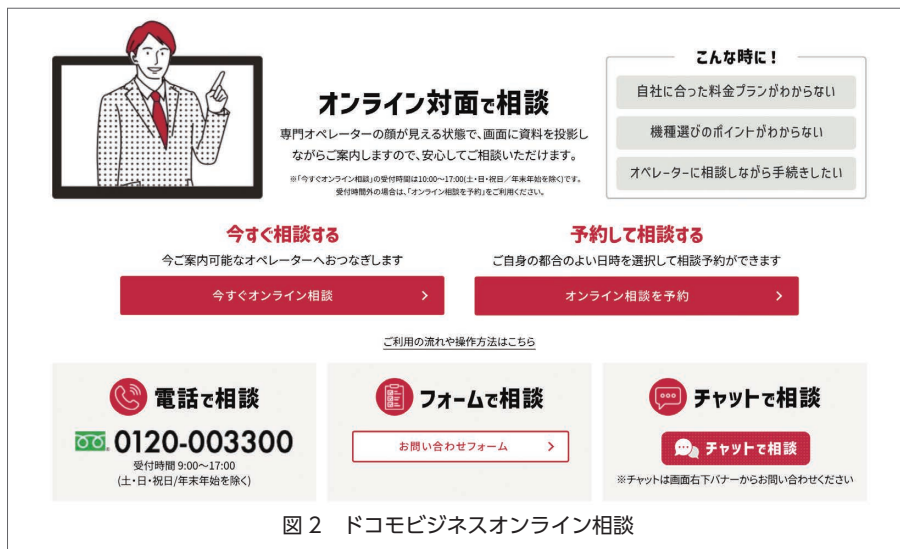 こんな時に！
自社に合った料金プランがわからない
機種選びのポイントがわからない
オペレーターに相談しながら手続きしたい
オンライン対面で相談
専門オペレーターの顔が見える状態で、画面に資料を投影し
ながらご案内しますので、安心してご相談いただけます。
※「今すぐオンライン相談」の受付時間は10:00〜17:00(土・日・祝日／年末年始を除く)です。
受付時間外の場合は、「オンライン相談を予約」をご利用ください。
今すぐ相談する
今ご案内可能なオペレーターへおつなぎします
今すぐオンライン相談
予約して相談する
ご自身の都合のよい日時を選択して相談予約ができます
オンライン相談を予約
ご利用の流れや操作方法はこちら
電話で相談
0120-003300
受付時間 9:00〜17:00
(土・日・祝日/年末年始を除く)
フォームで相談
お問い合わせフォーム
チャットで相談
チャットで相談
※チャットは画面右下バナーからお問い合わせください
図2　ドコモビジネスオンライン相談